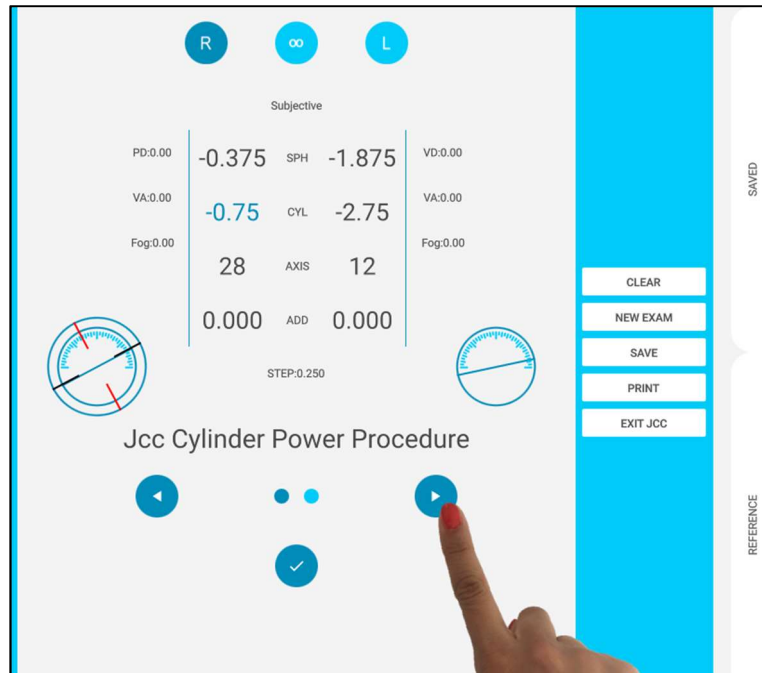 R ∞ L
Subjective
PD:0.00 -0.375 SPH -1.875 VD:0.00
VA:0.00 -0.75 CYL -2.75 VA:0.00
Fog:0.00 Fog:0.00
28 AXIS 12
0.000 ADD 0.000
STEP:0.250
Jcc Cylinder Power Procedure
CLEAR
NEW EXAM
SAVE
PRINT
EXIT JCC
SAVED
REFERENCE